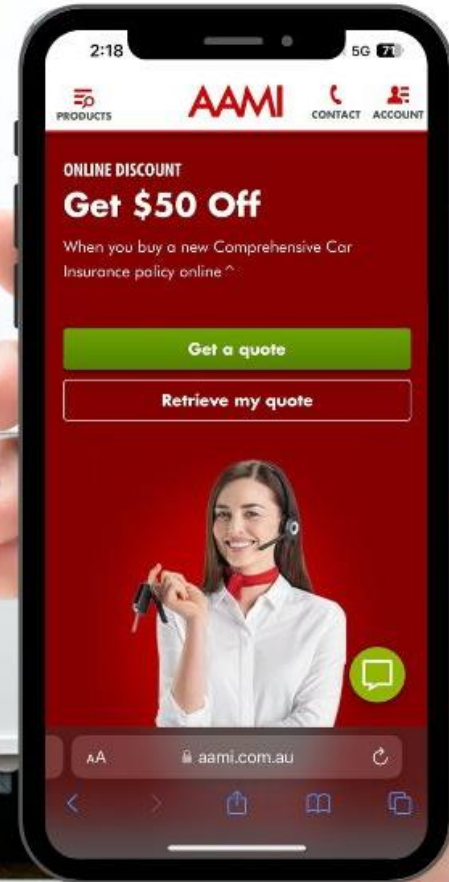 2:18 5G 71
AAMI
PRODUCTS CONTACT ACCOUNT
ONLINE DISCOUNT
Get $50 Off
When you buy a new Comprehensive Car
Insurance policy online ^
Get a quote
Retrieve my quote
AA aami.com.au